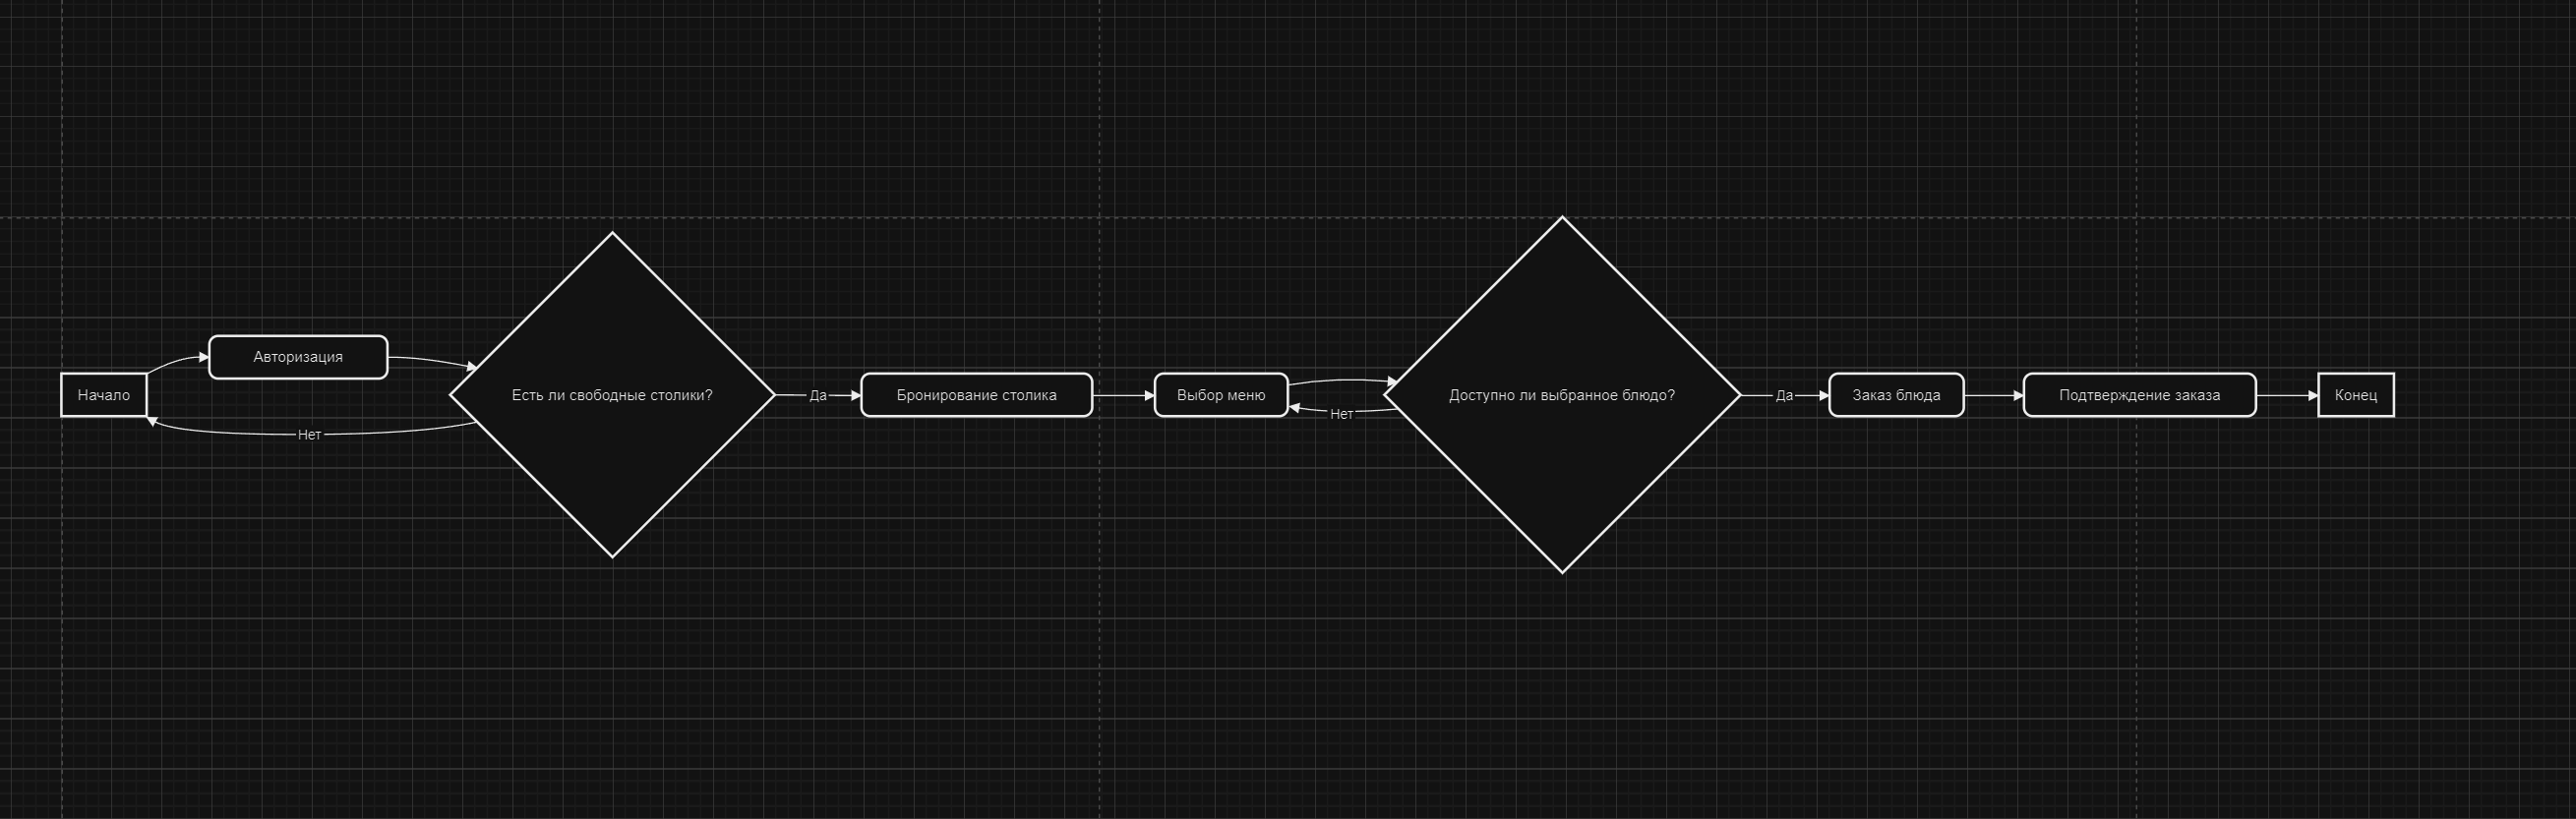 Начало
Авторизация
Есть ли свободные столики?
Нет
Да
Бронирование столика
Выбор меню
Доступно ли выбранное блюдо?
Нет
Да
Заказ блюда
Подтверждение заказа
Конец